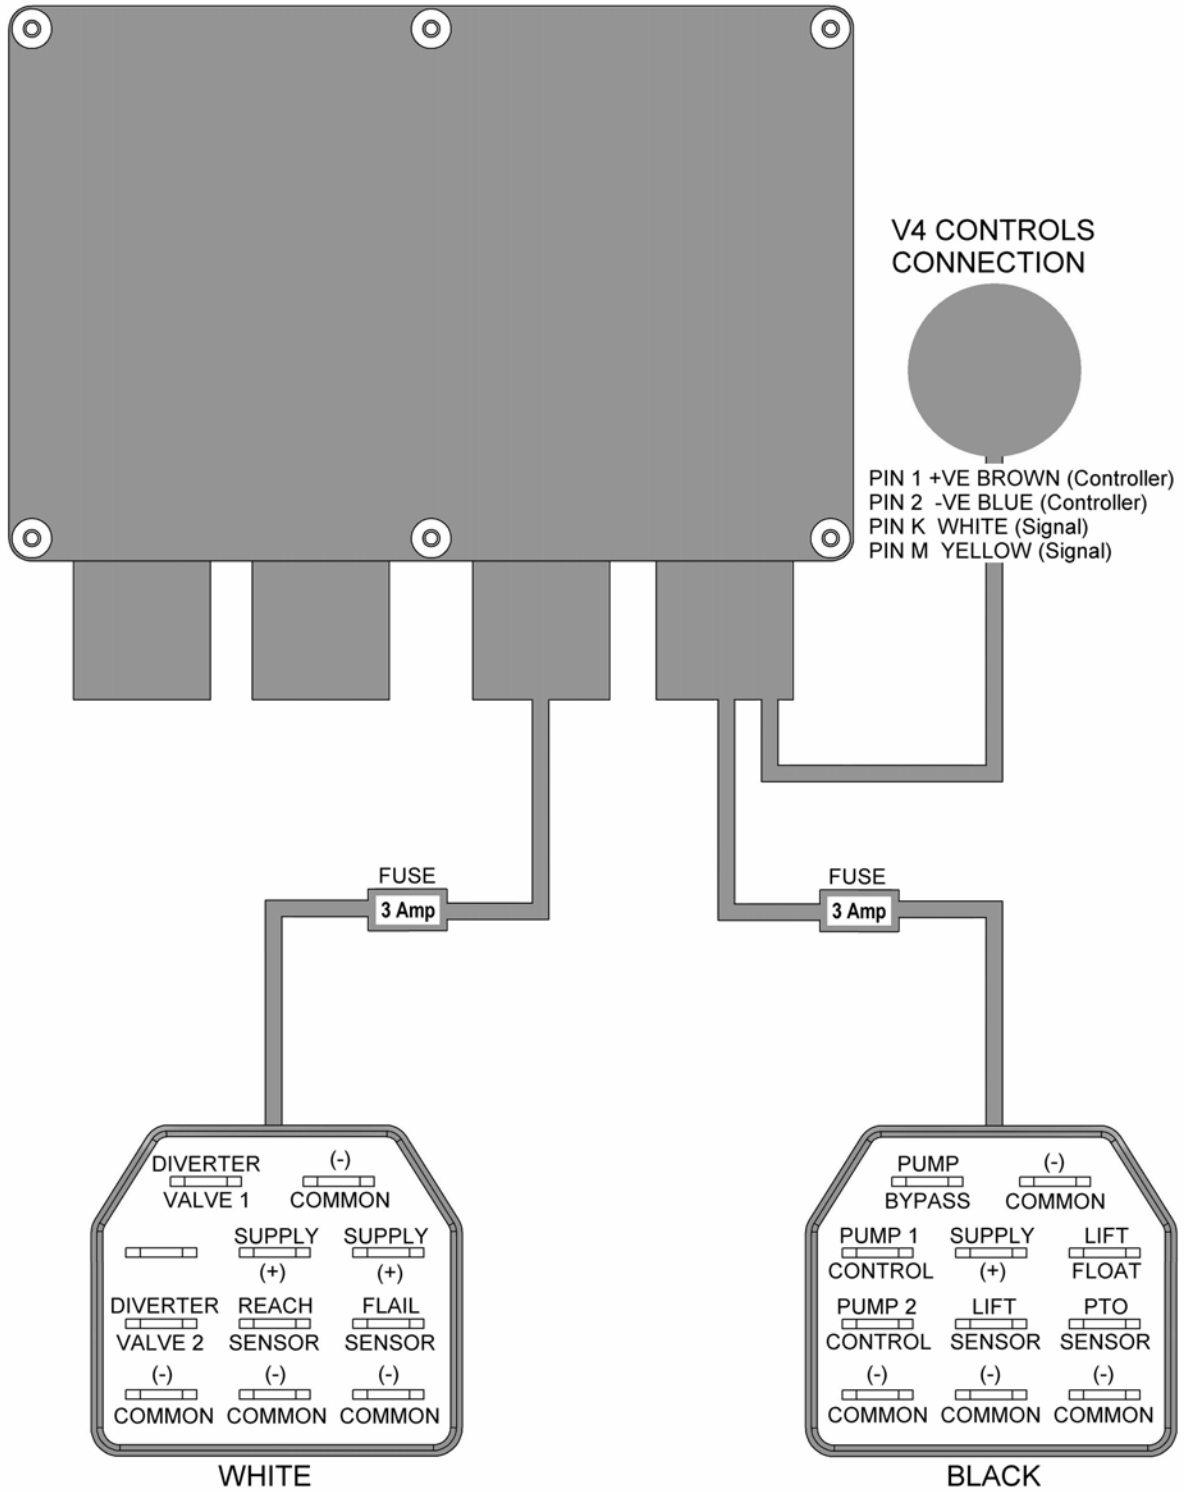 V4 CONTROLS
CONNECTION
PIN 1 +VE BROWN (Controller)
PIN 2 -VE BLUE (Controller)
PIN K WHITE (Signal)
PIN M YELLOW (Signal)
FUSE
3 Amp
FUSE
3 Amp
DIVERTER
VALVE 1
(-)
COMMON
SUPPLY
(+)
SUPPLY
(+)
DIVERTER
VALVE 2
REACH
SENSOR
FLAIL
SENSOR
(-)
COMMON
(-)
COMMON
(-)
COMMON
WHITE
PUMP
BYPASS
(-)
COMMON
PUMP 1
CONTROL
SUPPLY
(+)
LIFT
FLOAT
PUMP 2
CONTROL
LIFT
SENSOR
PTO
SENSOR
(-)
COMMON
(-)
COMMON
(-)
COMMON
BLACK